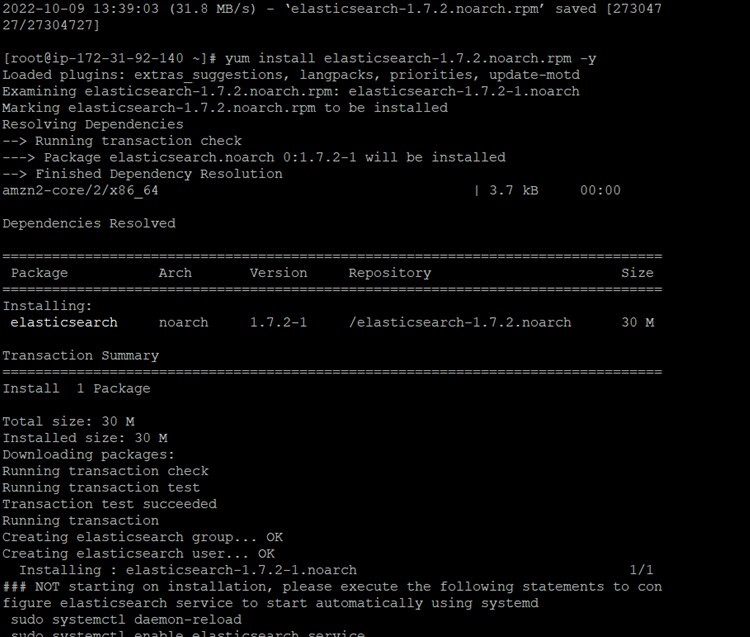 2022-10-09 13:39:03 (31.8 MB/s) - ‘elasticsearch-1.7.2.noarch.rpm’ saved [273047
27/27304727]
[root@ip-172-31-92-140 ~]# yum install elasticsearch-1.7.2.noarch.rpm -y
Loaded plugins: extras_suggestions, langpacks, priorities, update-motd
Examining elasticsearch-1.7.2.noarch.rpm: elasticsearch-1.7.2-1.noarch
Marking elasticsearch-1.7.2.noarch.rpm to be installed
Resolving Dependencies
--> Running transaction check
---> Package elasticsearch.noarch 0:1.7.2-1 will be installed
--> Finished Dependency Resolution
amzn2-core/2/x86_64 | 3.7 kB 00:00
Dependencies Resolved
================================================================================
Package Arch Version Repository Size
================================================================================
Installing:
elasticsearch noarch 1.7.2-1 /elasticsearch-1.7.2.noarch 30 M
Transaction Summary
================================================================================
Install 1 Package
Total size: 30 M
Installed size: 30 M
Downloading packages:
Running transaction check
Running transaction test
Transaction test succeeded
Running transaction
Creating elasticsearch group... OK
Creating elasticsearch user... OK
Installing : elasticsearch-1.7.2-1.noarch 1/1
### NOT starting on installation, please execute the following statements to con
figure elasticsearch service to start automatically using systemd
sudo systemctl daemon-reload
sudo systemctl enable elasticsearch.service